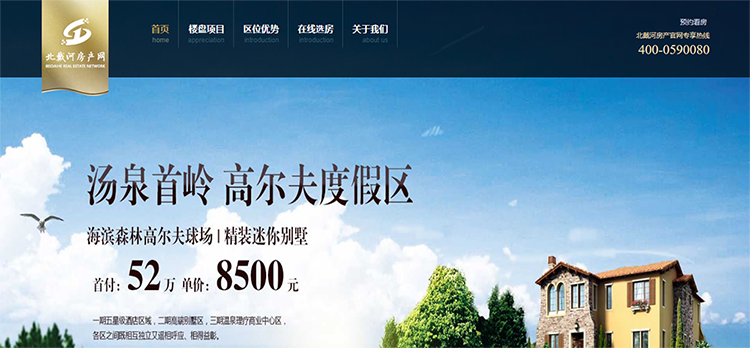 北戴河房产网
BEIDAIHE REAL ESTATE NETWORK
首页 楼盘项目 区位优势 在线选房 关于我们
home appreciation introduction introduction about us
预约看房
北戴河房产官网专享热线
400-0590080
汤泉首岭 高尔夫度假区
海滨森林高尔夫球场 | 精装迷你别墅
首付：52万 单价：8500元
一期五星级酒店区域，二期高端别墅区，三期温泉理疗商业中心区，
各区之间既相互独立又遥相呼应、相得益彰。